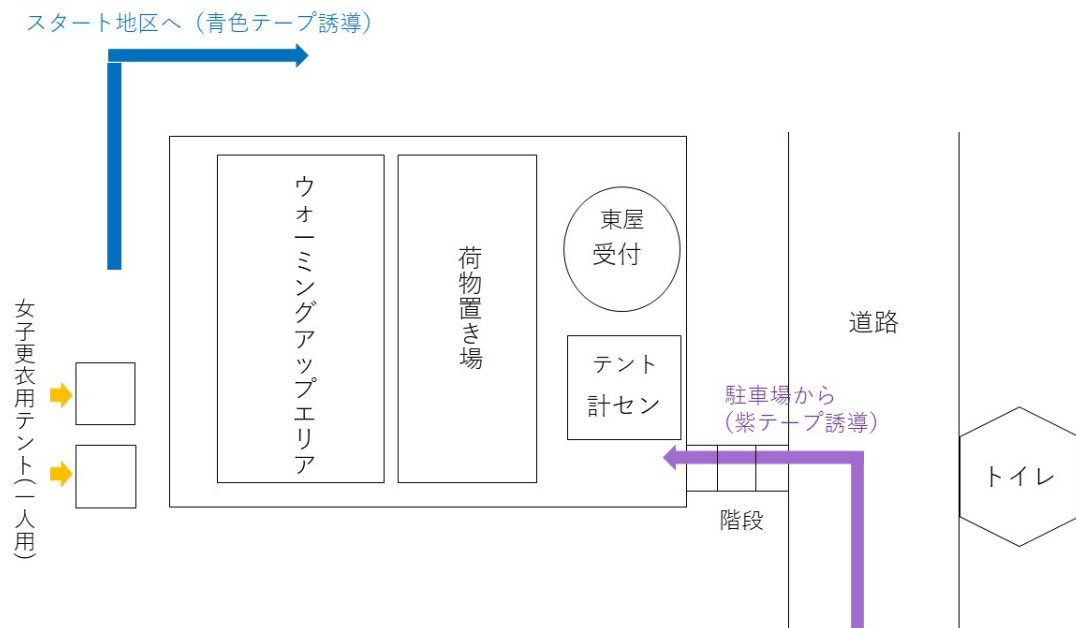 スタート地区へ（青色テープ誘導）
ウォーミングアップエリア
荷物置き場
東屋
受付
テント
計セン
道路
駐車場から
（紫テープ誘導）
階段
トイレ
女子更衣用テント(一人用)